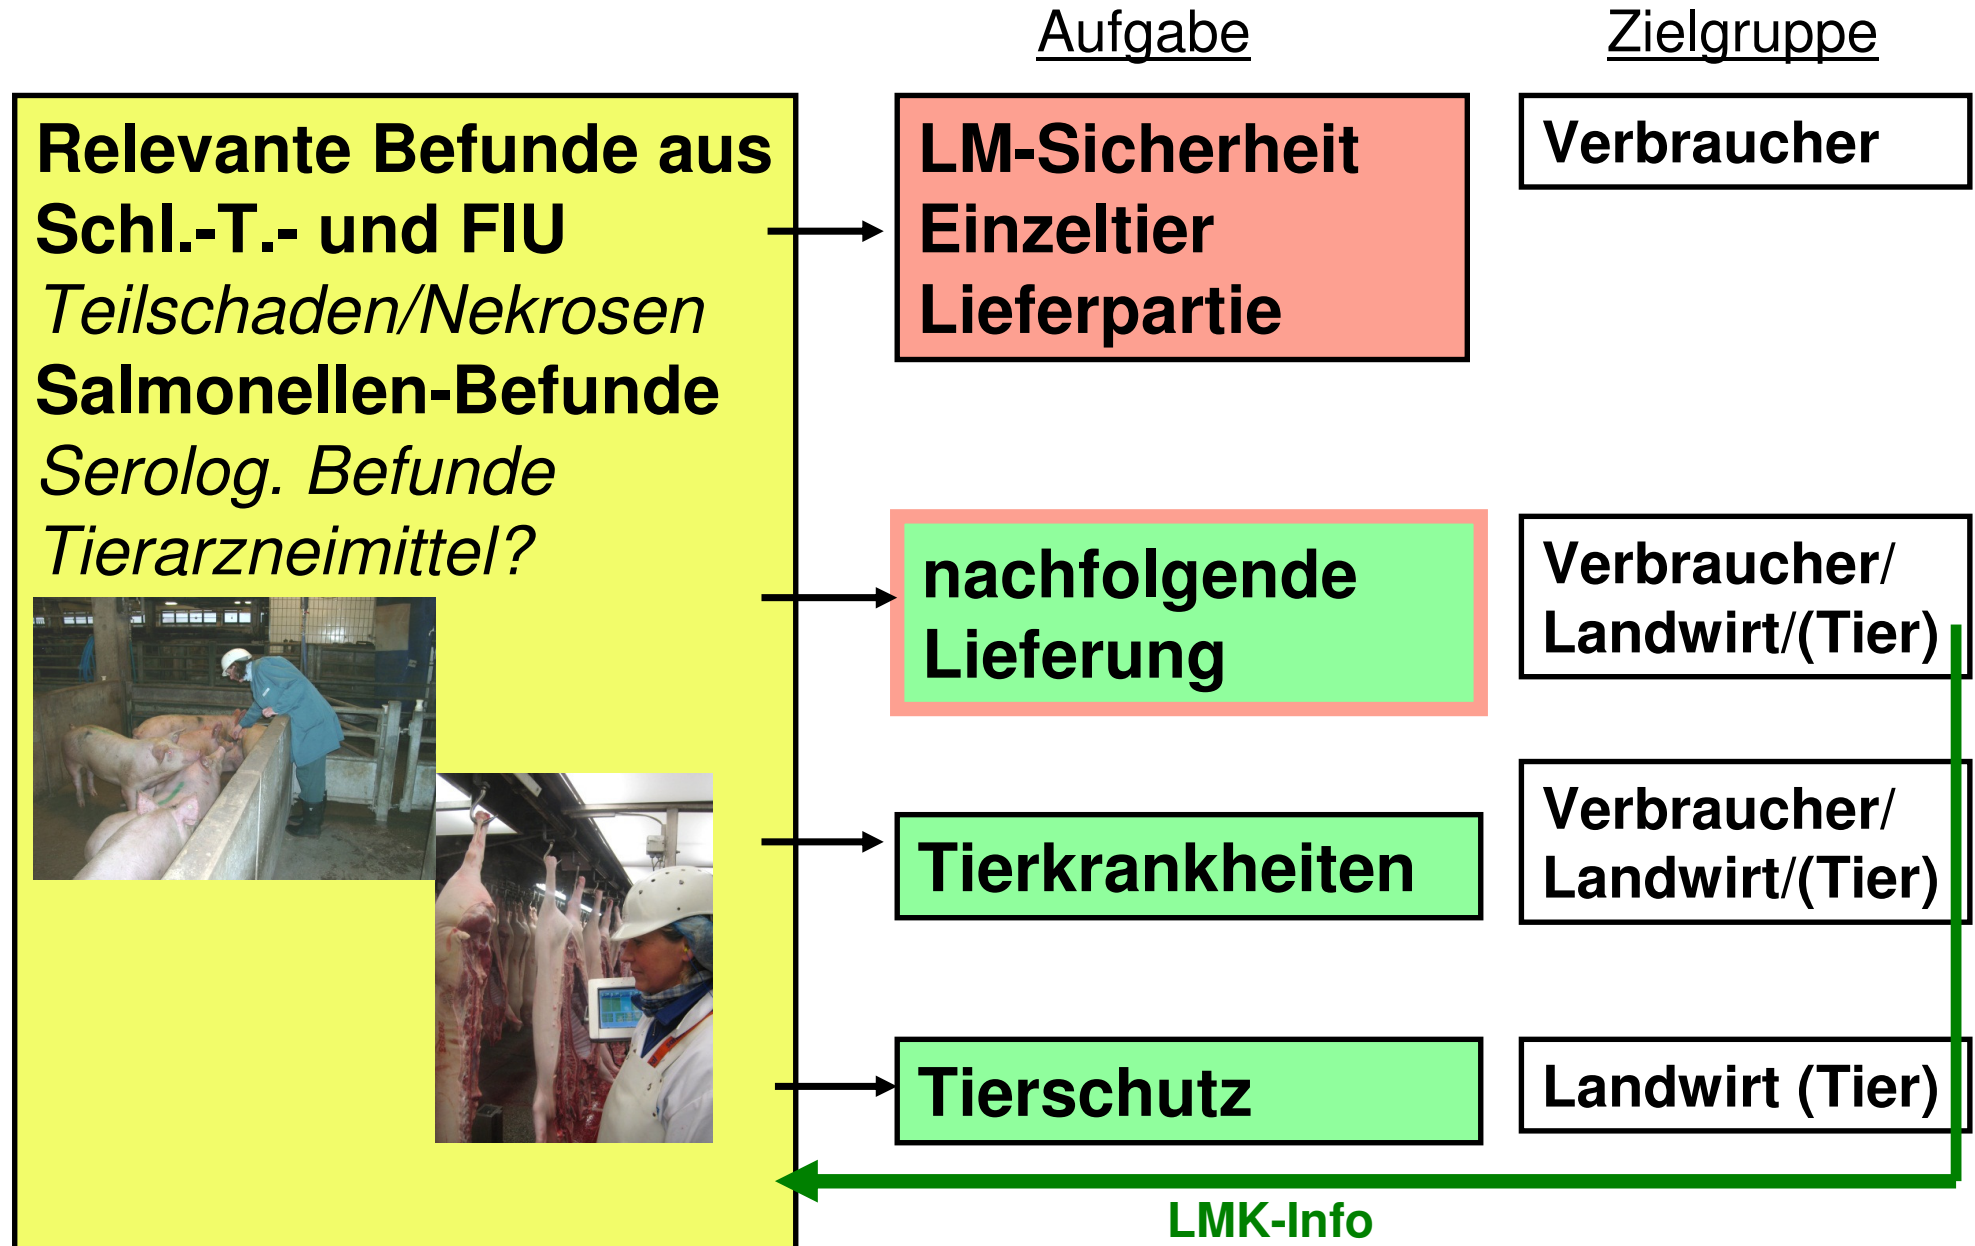 Aufgabe
Zielgruppe
Relevante Befunde aus
Schl.-T.- und FlU
Teilschaden/Nekrosen
Salmonellen-Befunde
Serolog. Befunde
Tierarzneimittel?
LM-Sicherheit
Einzeltier
Lieferpartie
Verbraucher
nachfolgende
Lieferung
Verbraucher/
Landwirt/(Tier)
Tierkrankheiten
Verbraucher/
Landwirt/(Tier)
Tierschutz
Landwirt (Tier)
LMK-Info